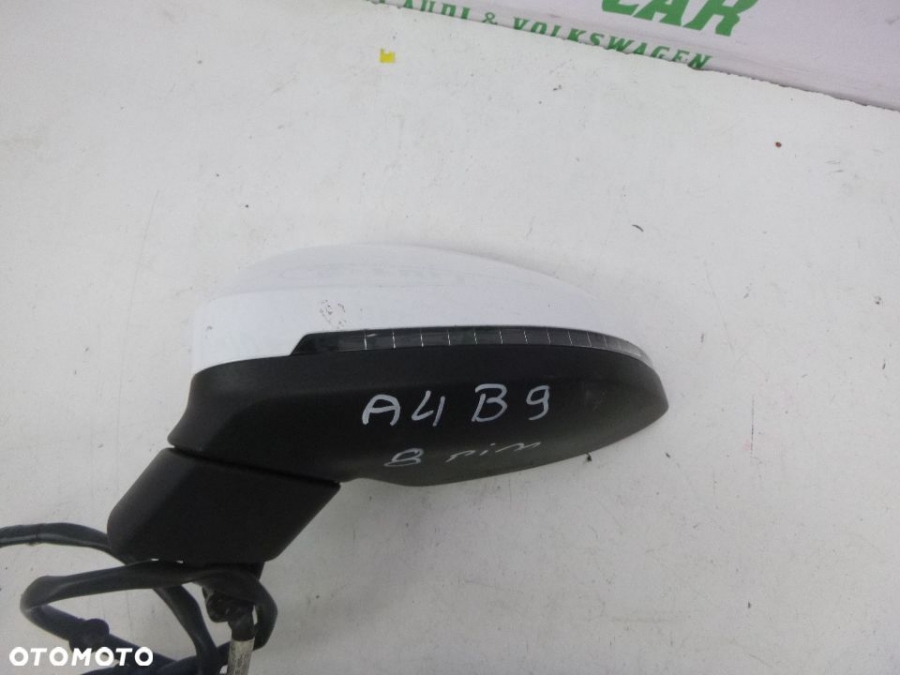 CAR
AUDI & VOLKSWAGEN
A4 B9
8 pin
OTOMOTO